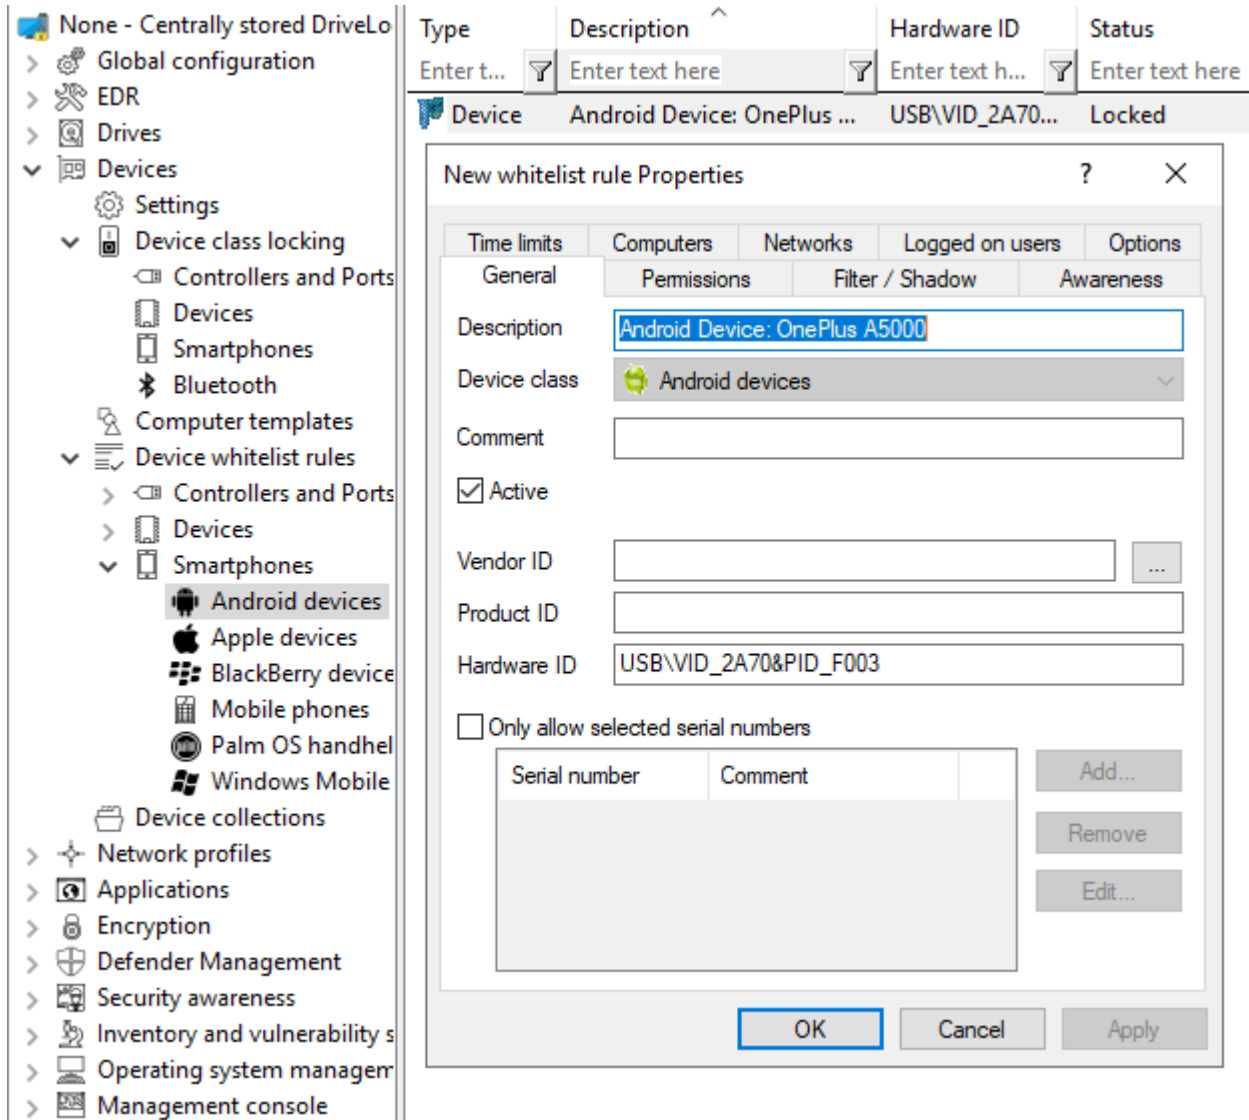 None - Centrally stored DriveLo
Global configuration
EDR
Drives
Devices
Settings
Device class locking
Controllers and Ports
Devices
Smartphones
Bluetooth
Computer templates
Device whitelist rules
Controllers and Ports
Devices
Smartphones
Android devices
Apple devices
BlackBerry device
Mobile phones
Palm OS handhel
Windows Mobile
Device collections
Network profiles
Applications
Encryption
Defender Management
Security awareness
Inventory and vulnerability s
Operating system managem
Management console
Type Description Hardware ID Status
Enter t... Enter text here Enter text h... Enter text here
Device Android Device: OnePlus ... USB\VID_2A70... Locked
New whitelist rule Properties ?
Time limits Computers Networks Logged on users Options
General Permissions Filter / Shadow Awareness
Description Android Device: OnePlus A5000
Device class Android devices
Comment
Active
Vendor ID ...
Product ID
Hardware ID USB\VID_2A70&PID_F003
Only allow selected serial numbers
Serial number Comment Add...
Remove
Edit...
OK Cancel Apply